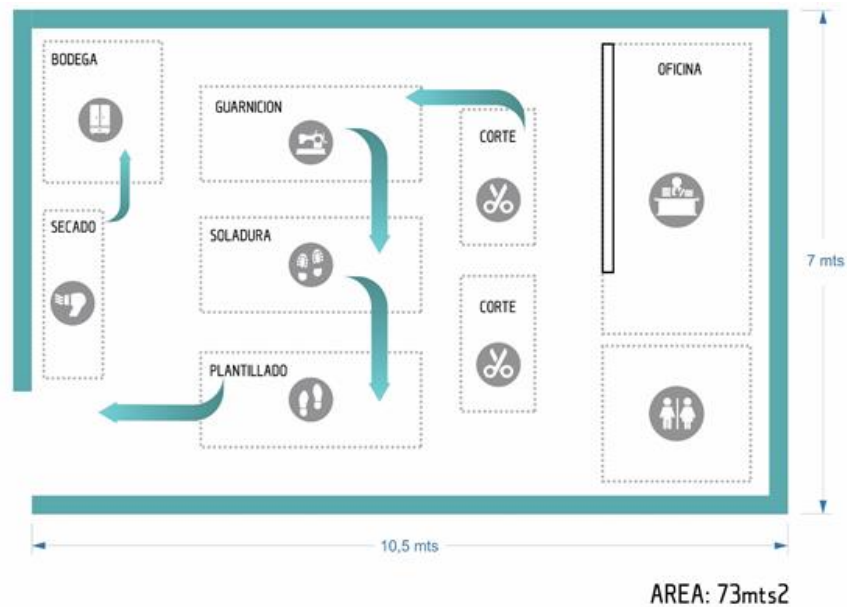 BODEGA
OFICINA
GUARNICION
CORTE
SECADO
SOLADURA
7 mts
CORTE
PLANTILLADO
10,5 mts
AREA: 73mts2